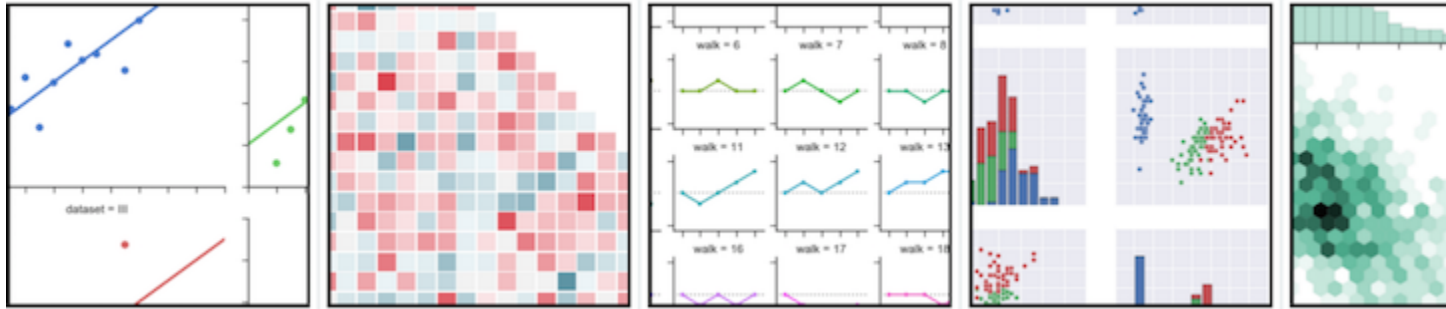 dataset = III
walk = 6
walk = 7
walk = 8
walk = 11
walk = 12
walk = 13
walk = 16
walk = 17
walk = 18